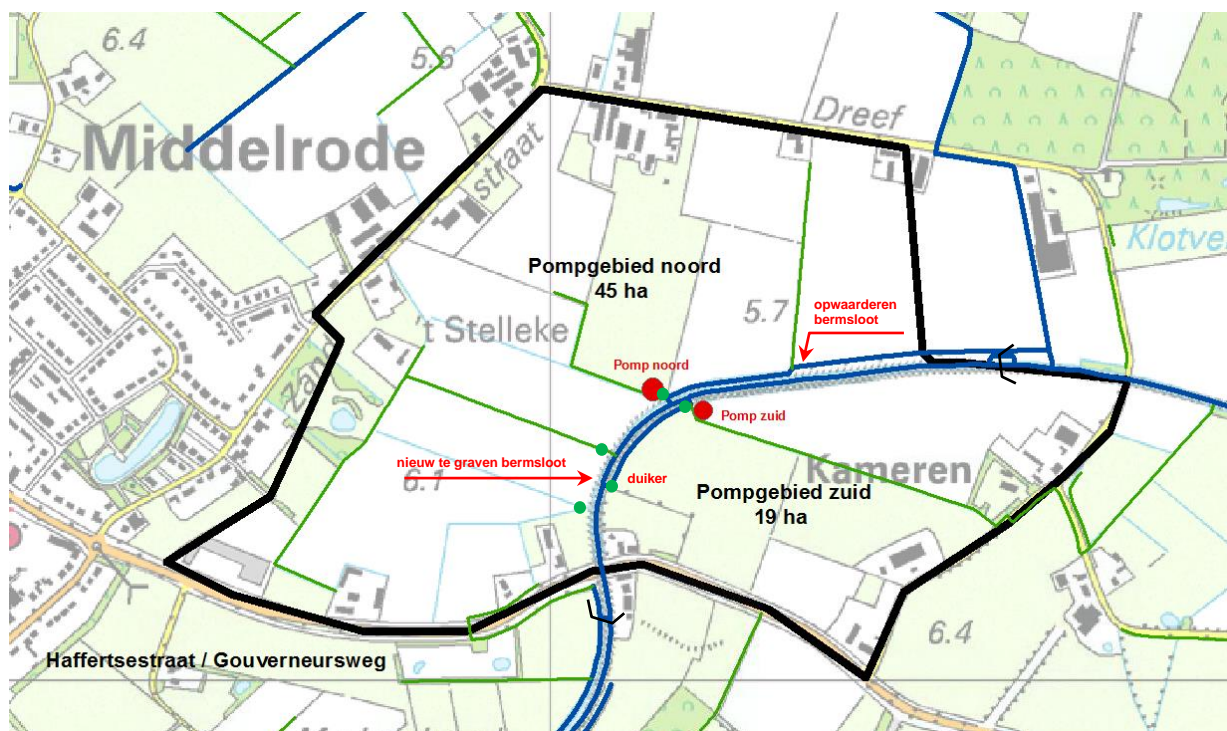 6.4
5.6
Middelrode
straat
Dreef
Klotve
Pompgebied noord
45 ha
5.7
opwaarderen
bermsloot
't Stelleke
Pomp noord
Pomp zuid
Zand
nieuw te graven bermsloot
6.1
duiker
Kameren
Pompgebied zuid
19 ha
6.4
Haffertsestraat / Gouverneursweg